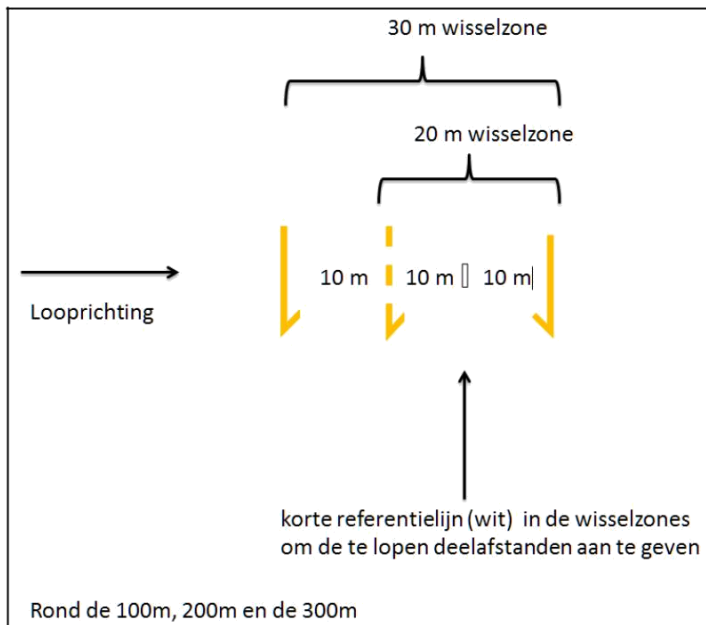 30 m wisselzone
20 m wisselzone
10 m 10 m 10 m
Looprichting
korte referentielijn (wit) in de wisselzones
om de te lopen deelafstanden aan te geven
Rond de 100m, 200m en de 300m